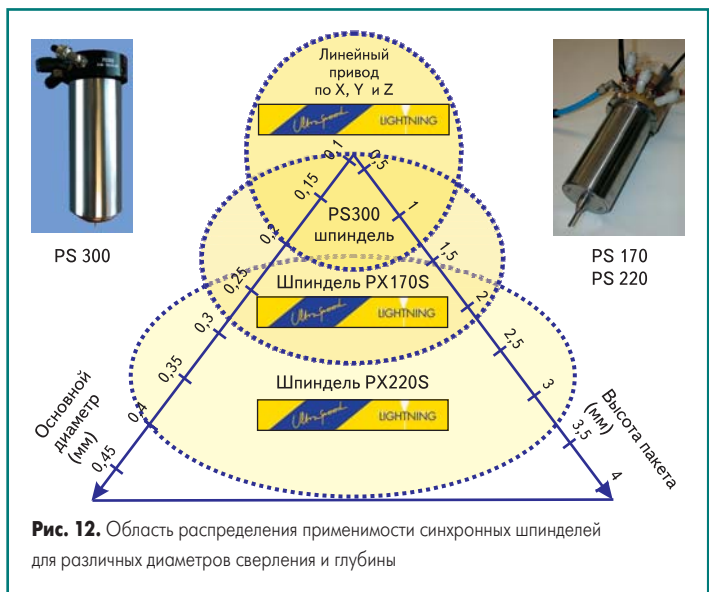 Линейный
привод
по X, Y и Z
UltraSpeed LIGHTNING
0,1
0,5
0,15
1
PS300
шпиндель
0,2
1,5
PS 300
PS 170
PS 220
0,25
Шпиндель PX170S
2
UltraSpeed LIGHTNING
0,3
2,5
0,35
Шпиндель PX220S
3
UltraSpeed LIGHTNING
0,4
3,5
0,45
4
Основной
диаметр
(мм)
Высота пакета
(мм)
Рис. 12. Область распределения применимости синхронных шпинделей
для различных диаметров сверления и глубины